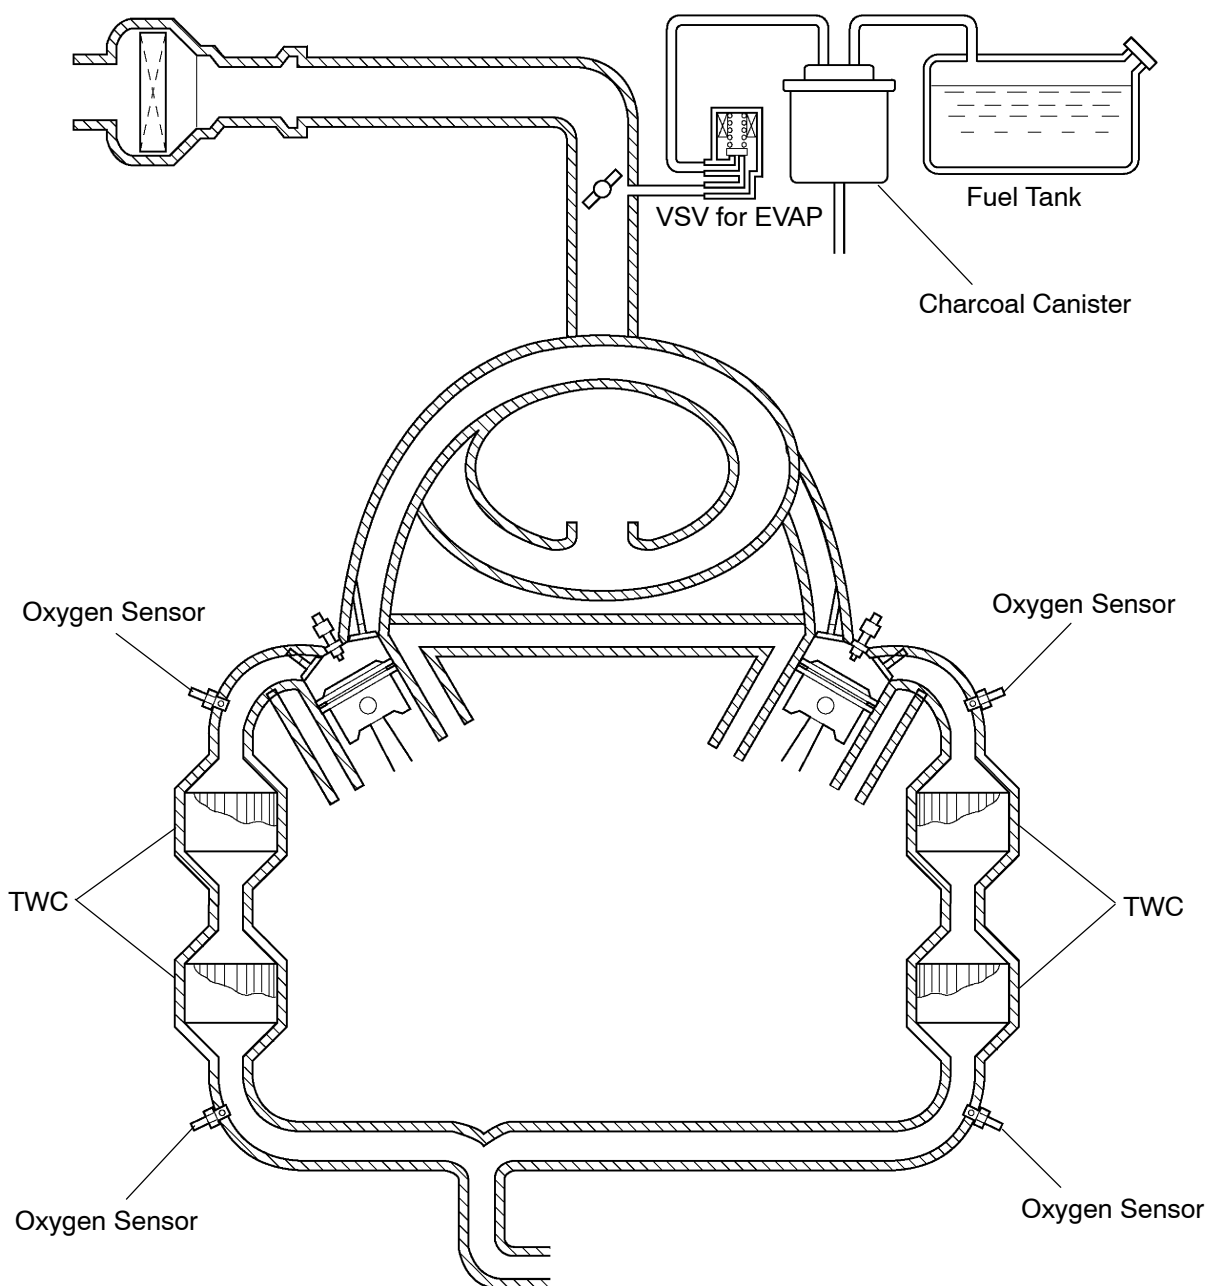 Fuel Tank
VSV for EVAP
Charcoal Canister
Oxygen Sensor
Oxygen Sensor
TWC
TWC
Oxygen Sensor
Oxygen Sensor